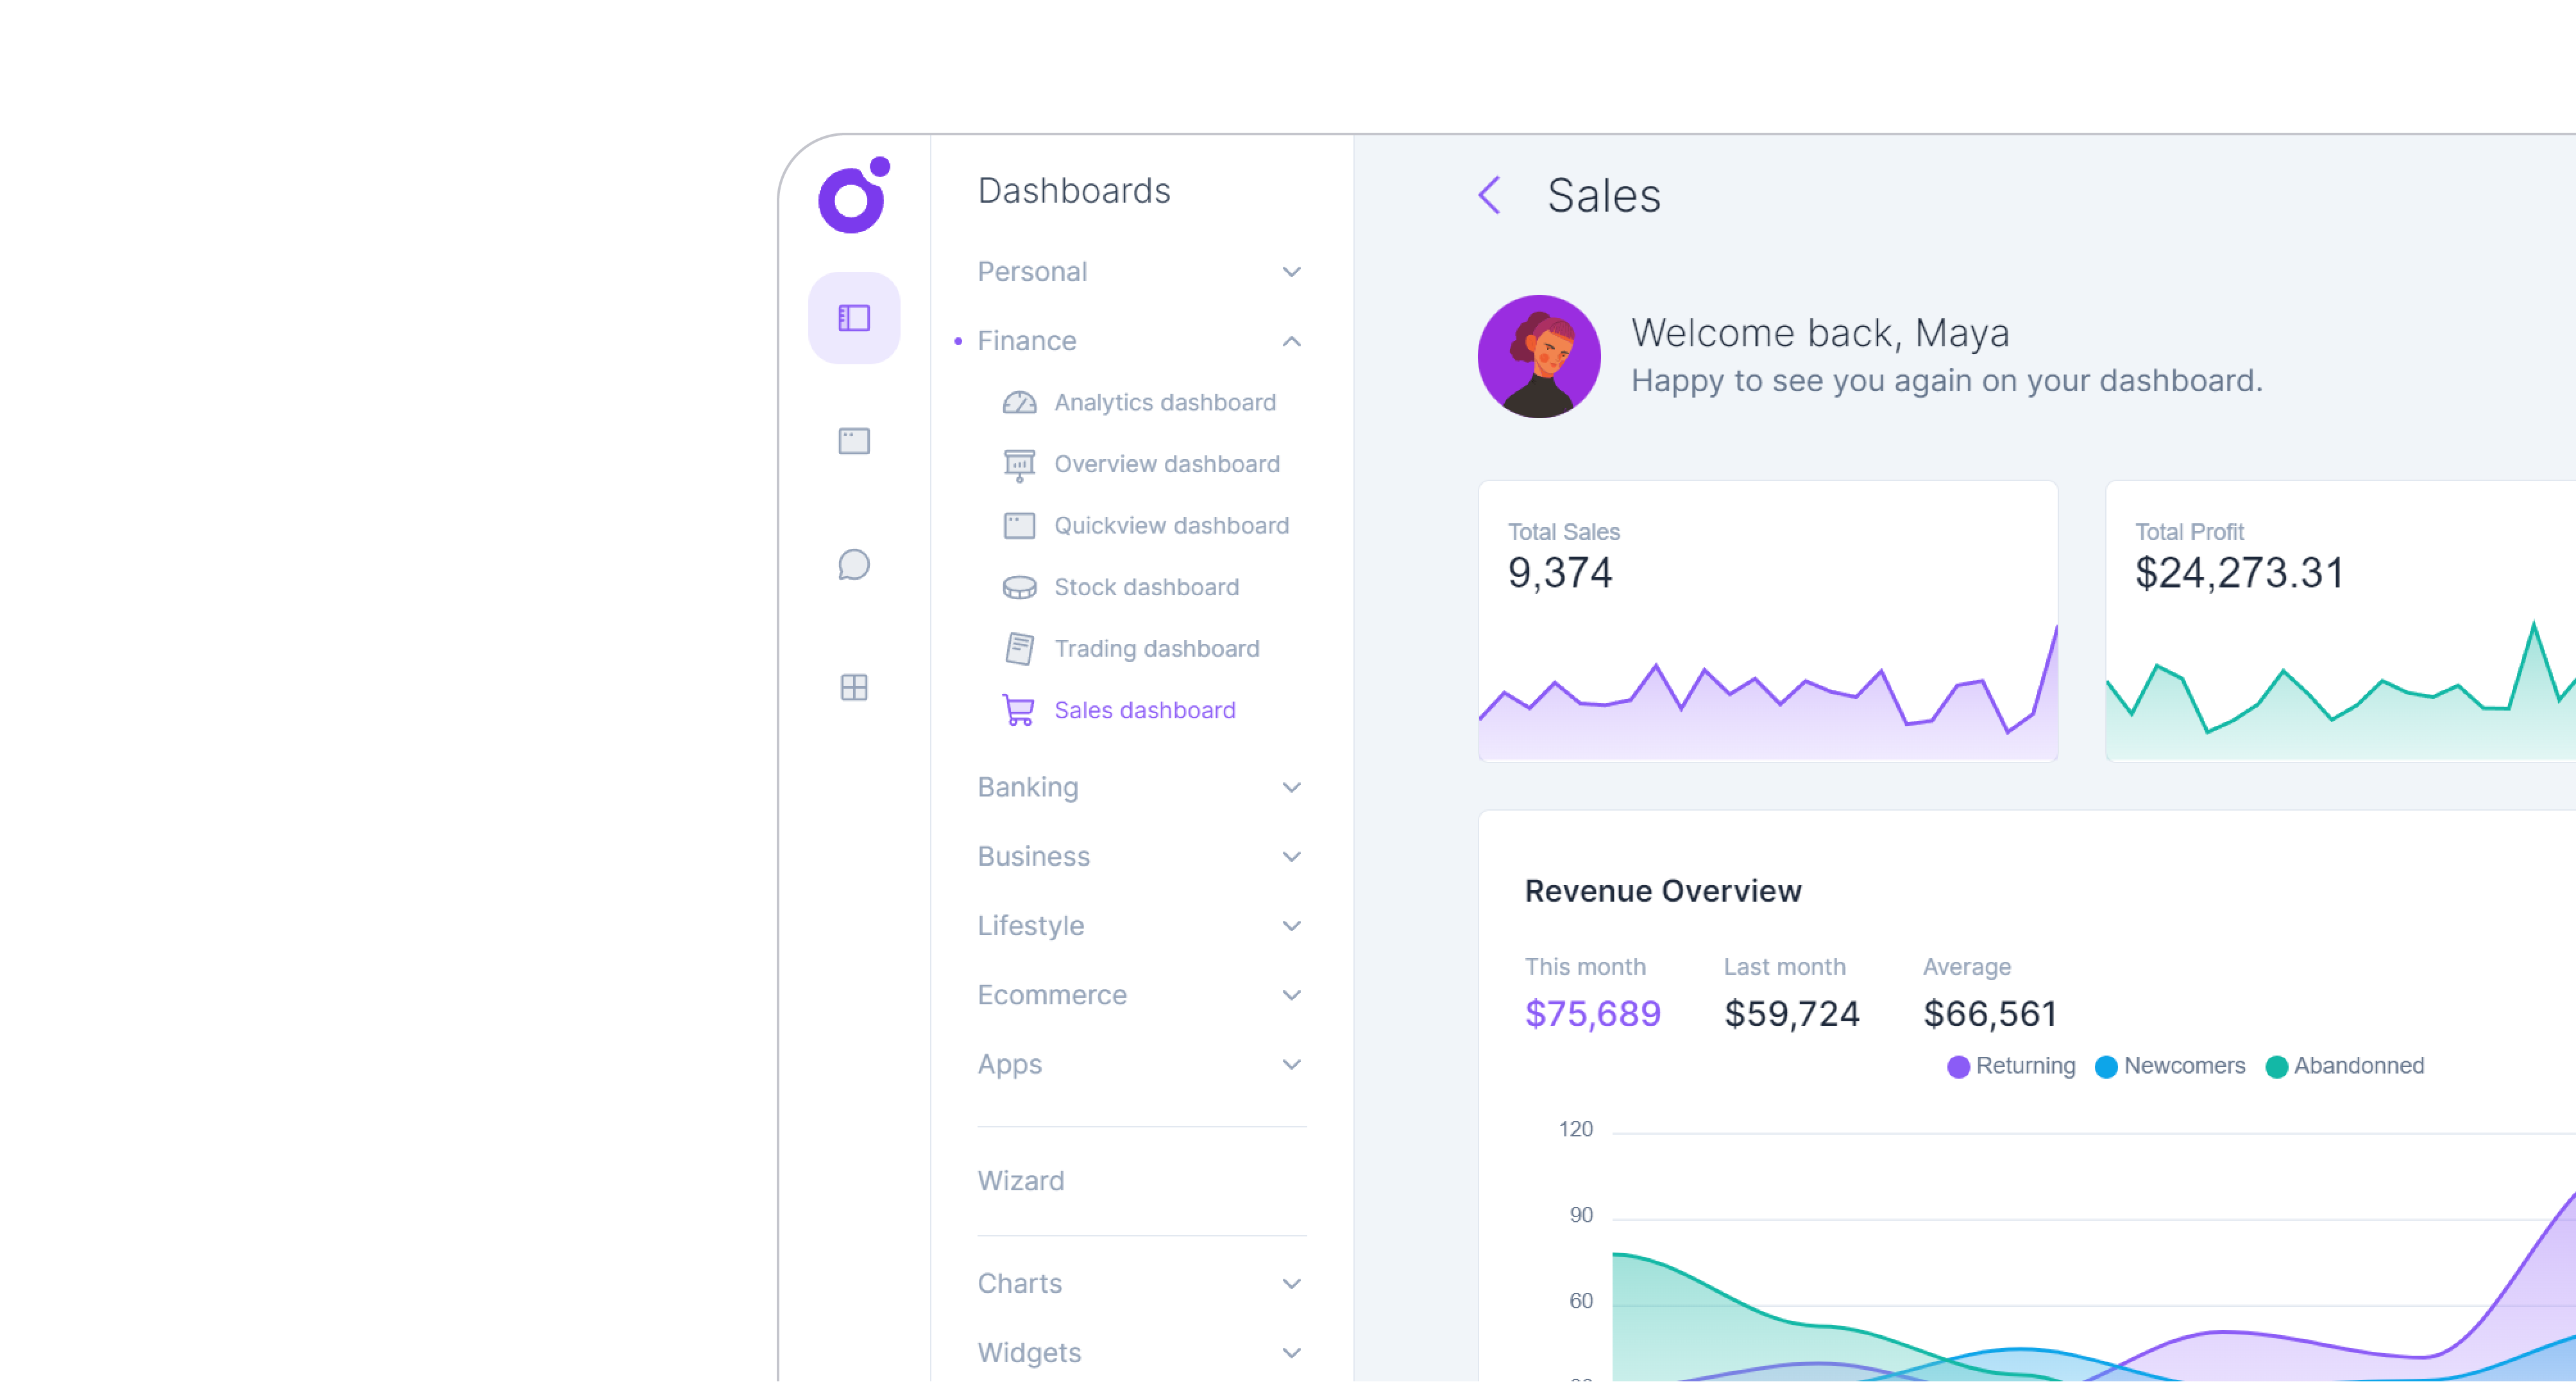 Dashboards
Personal
Finance
Analytics dashboard
Overview dashboard
Quickview dashboard
Stock dashboard
Trading dashboard
Sales dashboard
Banking
Business
Lifestyle
Ecommerce
Apps
Wizard
Charts
Widgets
Sales
Welcome back, Maya
Happy to see you again on your dashboard.
Total Sales
9,374
Total Profit
$24,273.31
Revenue Overview
This month Last month Average
$75,689 $59,724 $66,561
Returning Newcomers Abandonned
120
90
60